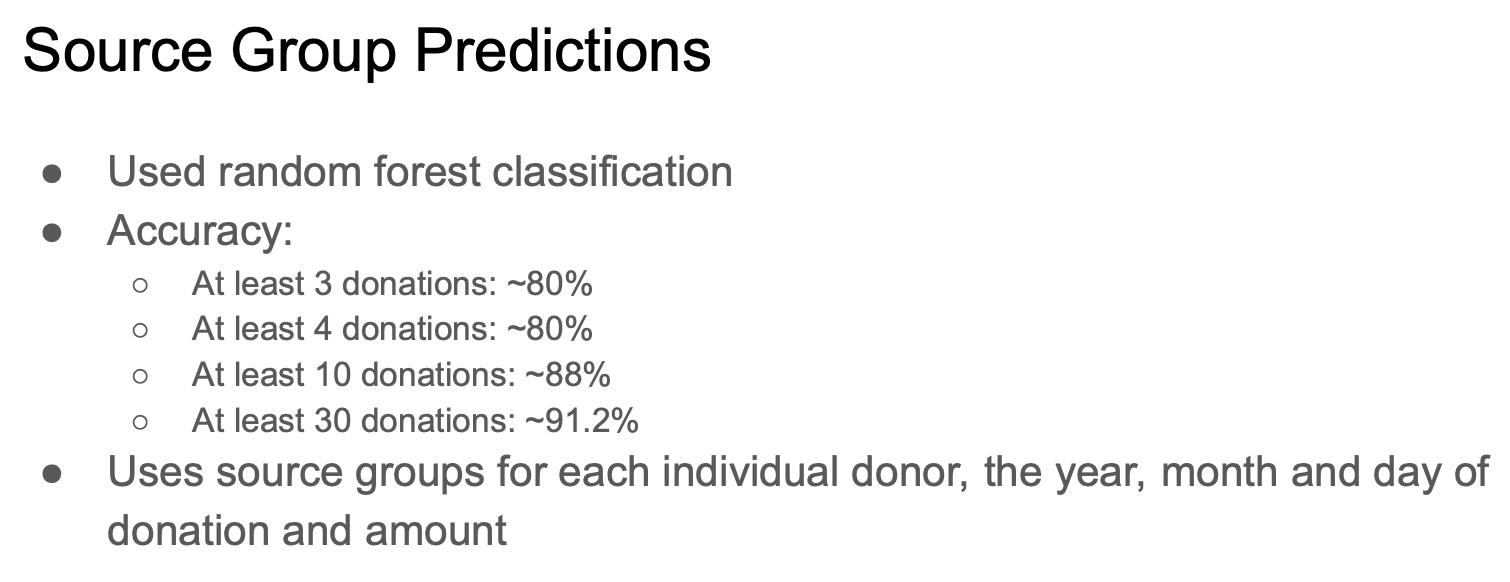 Source Group Predictions
● Used random forest classification
● Accuracy:
○ At least 3 donations: ~80%
○ At least 4 donations: ~80%
○ At least 10 donations: ~88%
○ At least 30 donations: ~91.2%
● Uses source groups for each individual donor, the year, month and day of
donation and amount